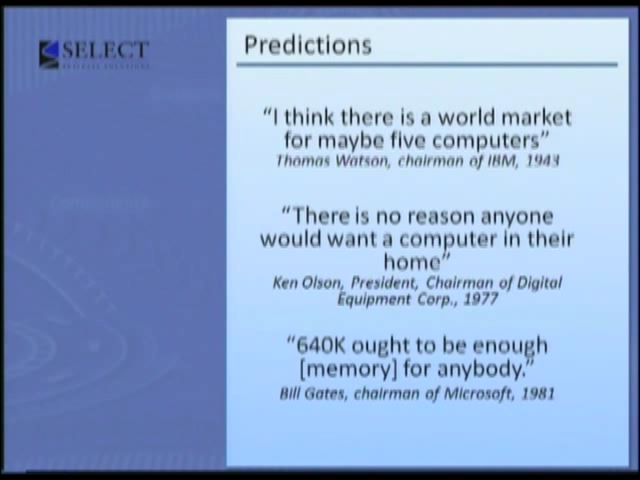 SELECT
Predictions
“I think there is a world market
for maybe five computers”
Thomas Watson, chairman of IBM, 1943
“There is no reason anyone
would want a computer in their
home”
Ken Olson, President, Chairman of Digital
Equipment Corp., 1977
“640K ought to be enough
[memory] for anybody.”
Bill Gates, chairman of Microsoft, 1981